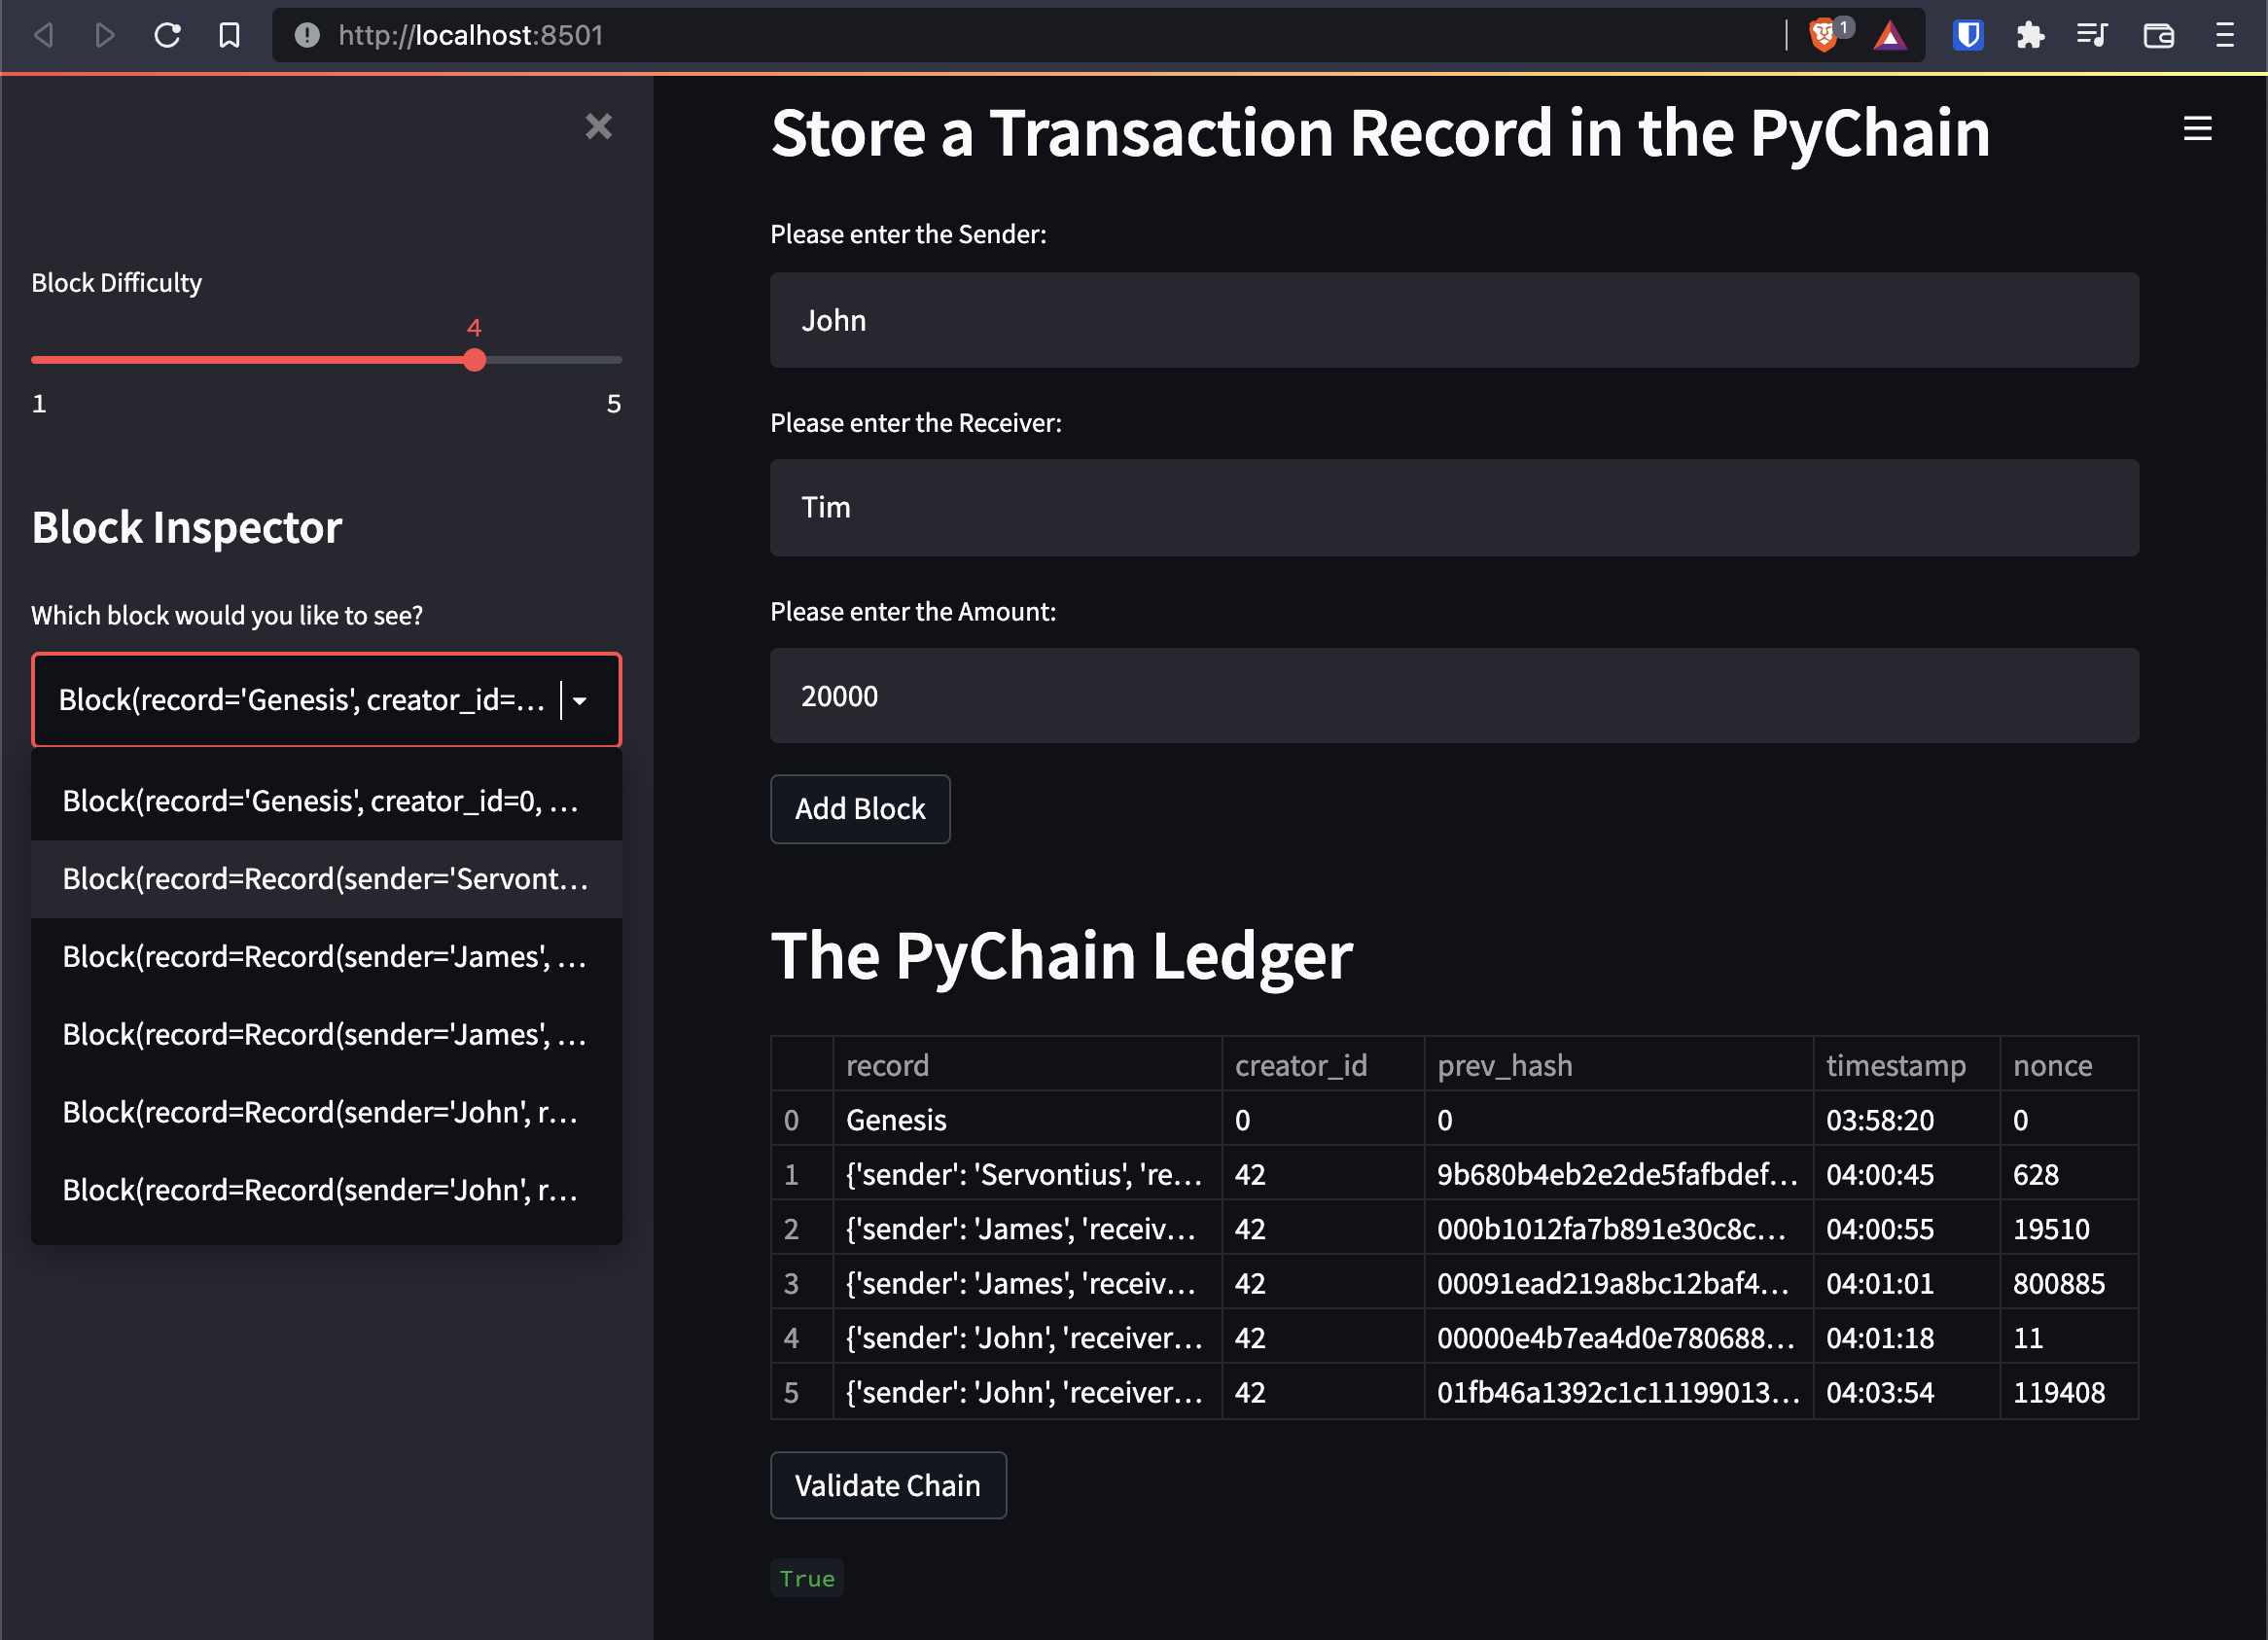 http://localhost:8501
1
Block Difficulty
4
1 5
Block Inspector
Which block would you like to see?
Block(record='Genesis', creator_id=...
Block(record='Genesis', creator_id=0, ...
Block(record=Record(sender='Servont...
Block(record=Record(sender='James', ...
Block(record=Record(sender='James', ...
Block(record=Record(sender='John', r...
Block(record=Record(sender='John', r...
Store a Transaction Record in the PyChain
Please enter the Sender:
John
Please enter the Receiver:
Tim
Please enter the Amount:
20000
Add Block
The PyChain Ledger
record creator_id prev_hash timestamp nonce
0 Genesis 0 0 03:58:20 0
1 {'sender': 'Servontius', 're... 42 9b680b4eb2e2de5fafbdef... 04:00:45 628
2 {'sender': 'James', 'receiv... 42 000b1012fa7b891e30c8c... 04:00:55 19510
3 {'sender': 'James', 'receiv... 42 00091ead219a8bc12baf4... 04:01:01 800885
4 {'sender': 'John', 'receiver... 42 00000e4b7ea4d0e780688... 04:01:18 11
5 {'sender': 'John', 'receiver... 42 01fb46a1392c1c11199013... 04:03:54 119408
Validate Chain
True